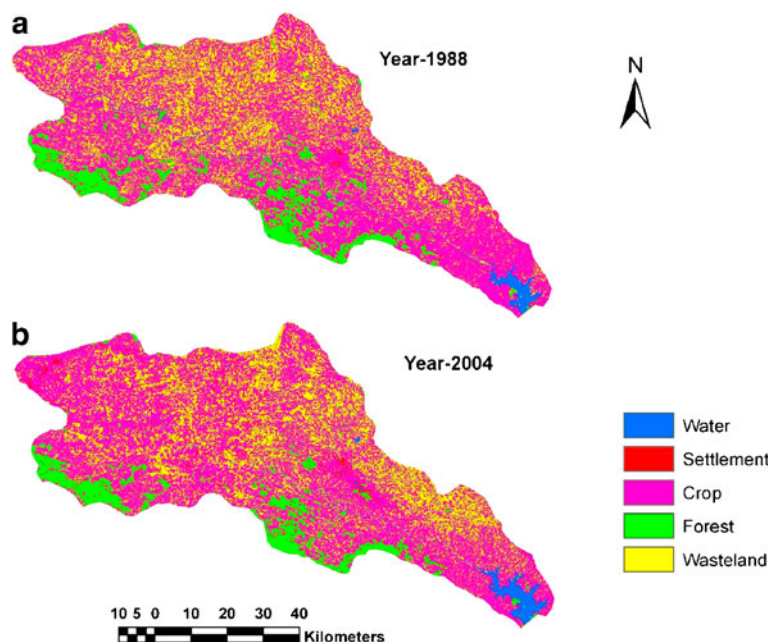 a
Year-1988
N
b
Year-2004
Water
Settlement
Crop
Forest
Wasteland
10 5 0 10 20 30 40
Kilometers